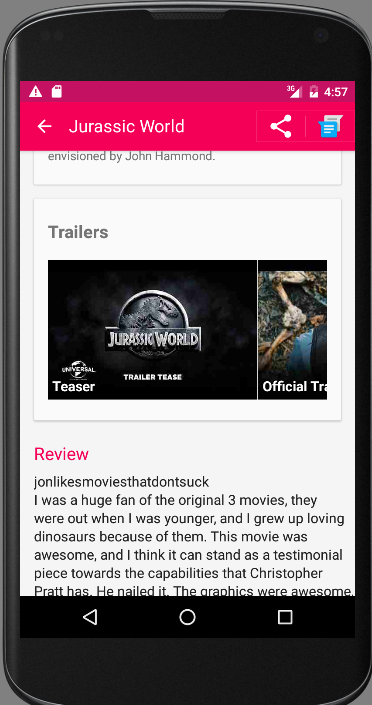 3G 4:57
Jurassic World
envisioned by John Hammond.
Trailers
JURASSIC WORLD
UNIVERSAL
TRAILER TEASE
Teaser
Official Tra
Review
jonlikesmoviesthatdontsuck
I was a huge fan of the original 3 movies, they
were out when I was younger, and I grew up loving
dinosaurs because of them. This movie was
awesome, and I think it can stand as a testimonial
piece towards the capabilities that Christopher
Pratt has. He nailed it. The graphics were awesome,